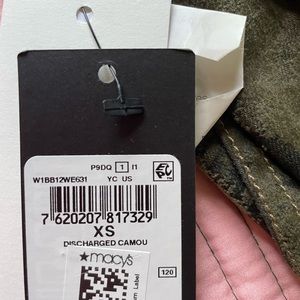 P9DQ 1 I1
W1BB12WE631 YC US
7 620207 817329
XS
DISCHARGED CAMOU
★macy's
120